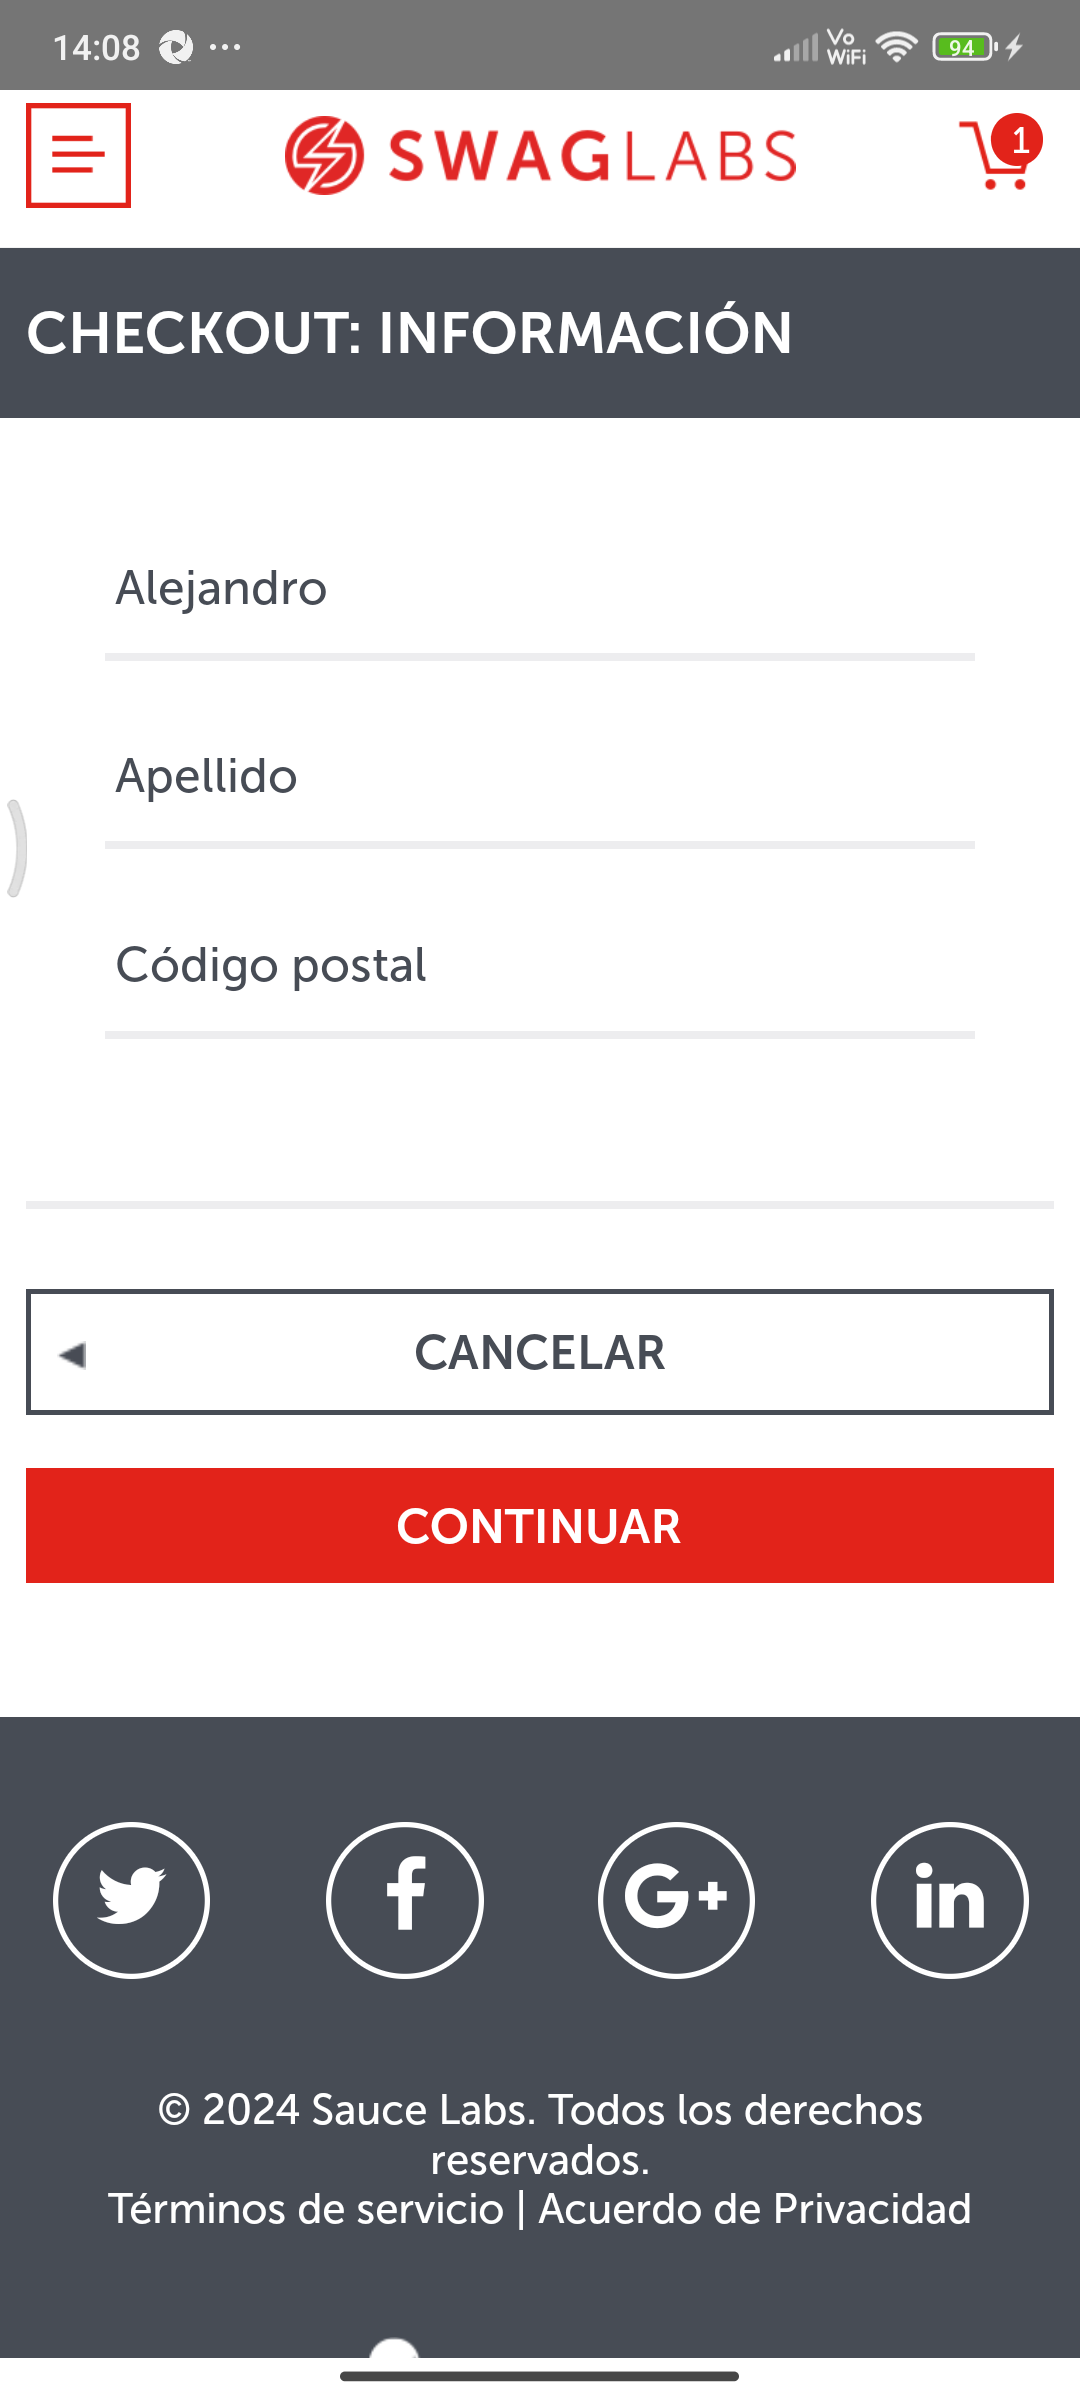 14:08
Vo
WiFi
94
SWAGLABS
1
CHECKOUT: INFORMACIÓN
Alejandro
Apellido
Código postal
CANCELAR
CONTINUAR
© 2024 Sauce Labs. Todos los derechos
reservados.
Términos de servicio | Acuerdo de Privacidad